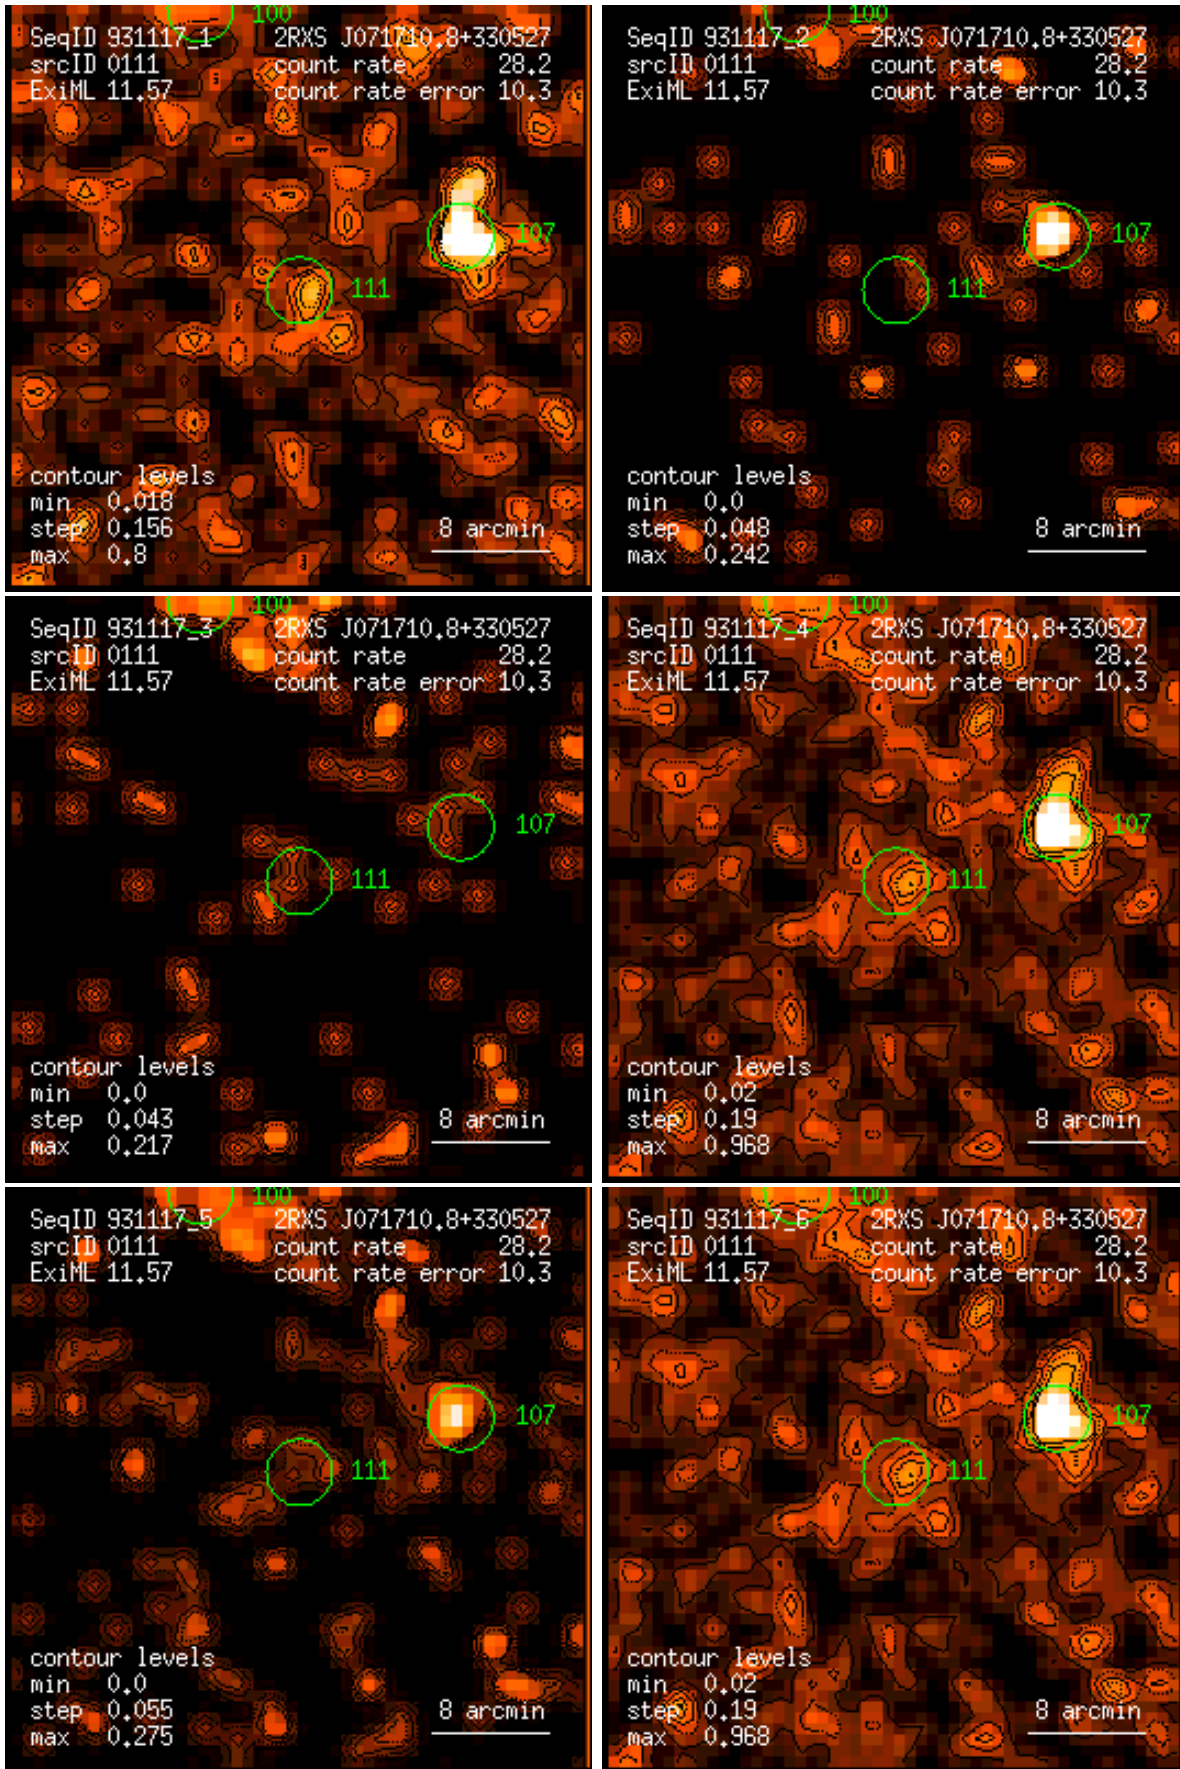 100
SeqID 931117_1 2RXS J071710.8+330527
srcID 0111 count rate 28.2
ExiML 11.57 count rate error 10.3
107
111
contour levels
min 0.018
step 0.156 8 arcmin
max 0.8
100
SeqID 931117_2 2RXS J071710.8+330527
srcID 0111 count rate 28.2
ExiML 11.57 count rate error 10.3
107
111
contour levels
min 0.0
step 0.048 8 arcmin
max 0.242
100
SeqID 931117_3 2RXS J071710.8+330527
srcID 0111 count rate 28.2
ExiML 11.57 count rate error 10.3
107
111
contour levels
min 0.0
step 0.043 8 arcmin
max 0.217
100
SeqID 931117_4 2RXS J071710.8+330527
srcID 0111 count rate 28.2
ExiML 11.57 count rate error 10.3
107
111
contour levels
min 0.02
step 0.19 8 arcmin
max 0.968
100
SeqID 931117_5 2RXS J071710.8+330527
srcID 0111 count rate 28.2
ExiML 11.57 count rate error 10.3
107
111
contour levels
min 0.0
step 0.055 8 arcmin
max 0.275
100
SeqID 931117_6 2RXS J071710.8+330527
srcID 0111 count rate 28.2
ExiML 11.57 count rate error 10.3
107
111
contour levels
min 0.02
step 0.19 8 arcmin
max 0.968